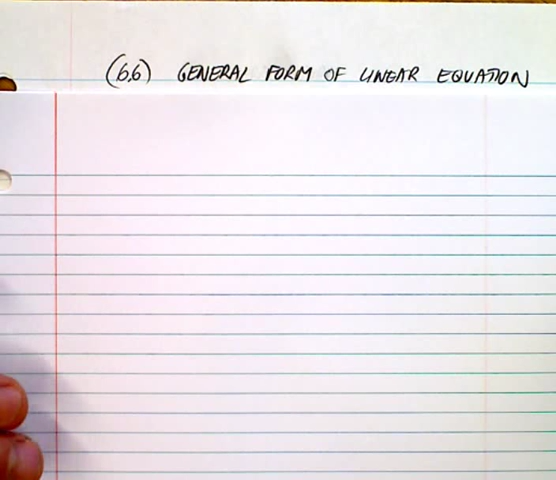 (6,6) GENERAL FORM OF LINEAR EQUATION